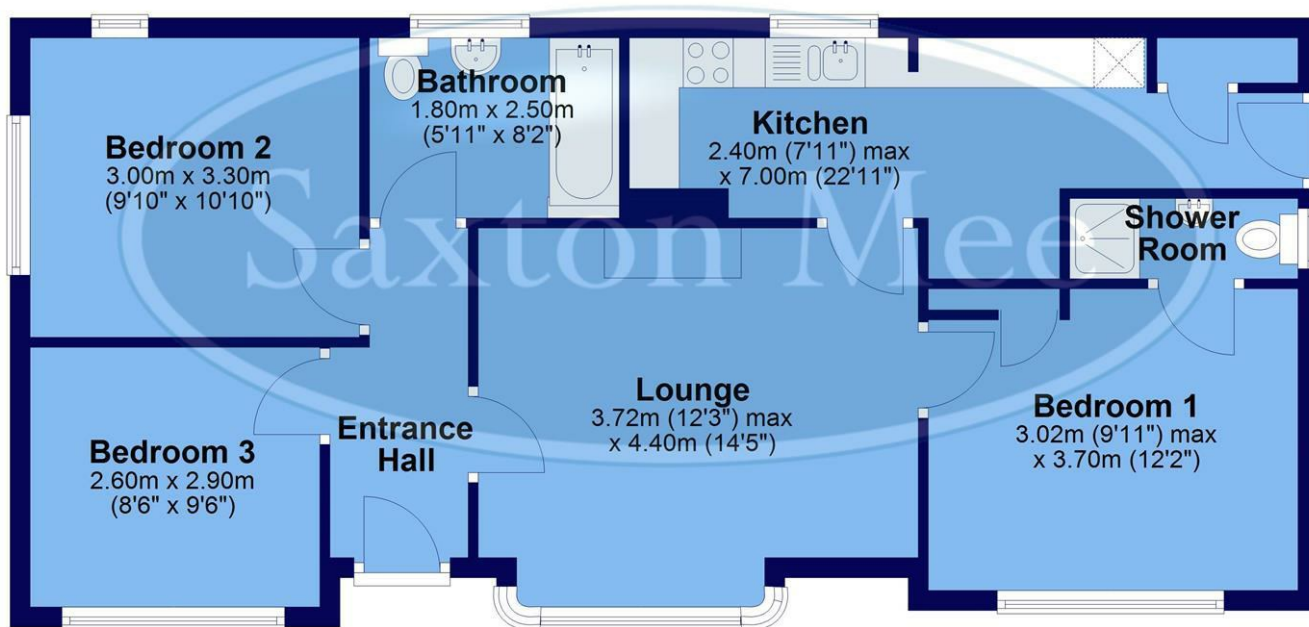 Bathroom
1.80m x 2.50m
(5'11" x 8'2")
Bedroom 2
3.00m x 3.30m
(9'10" x 10'10")
Kitchen
2.40m (7'11") max
x 7.00m (22'11")
Shower
Room
Saxton Mee
Lounge
3.72m (12'3") max
x 4.40m (14'5")
Bedroom 1
3.02m (9'11") max
x 3.70m (12'2")
Entrance
Hall
Bedroom 3
2.60m x 2.90m
(8'6" x 9'6")